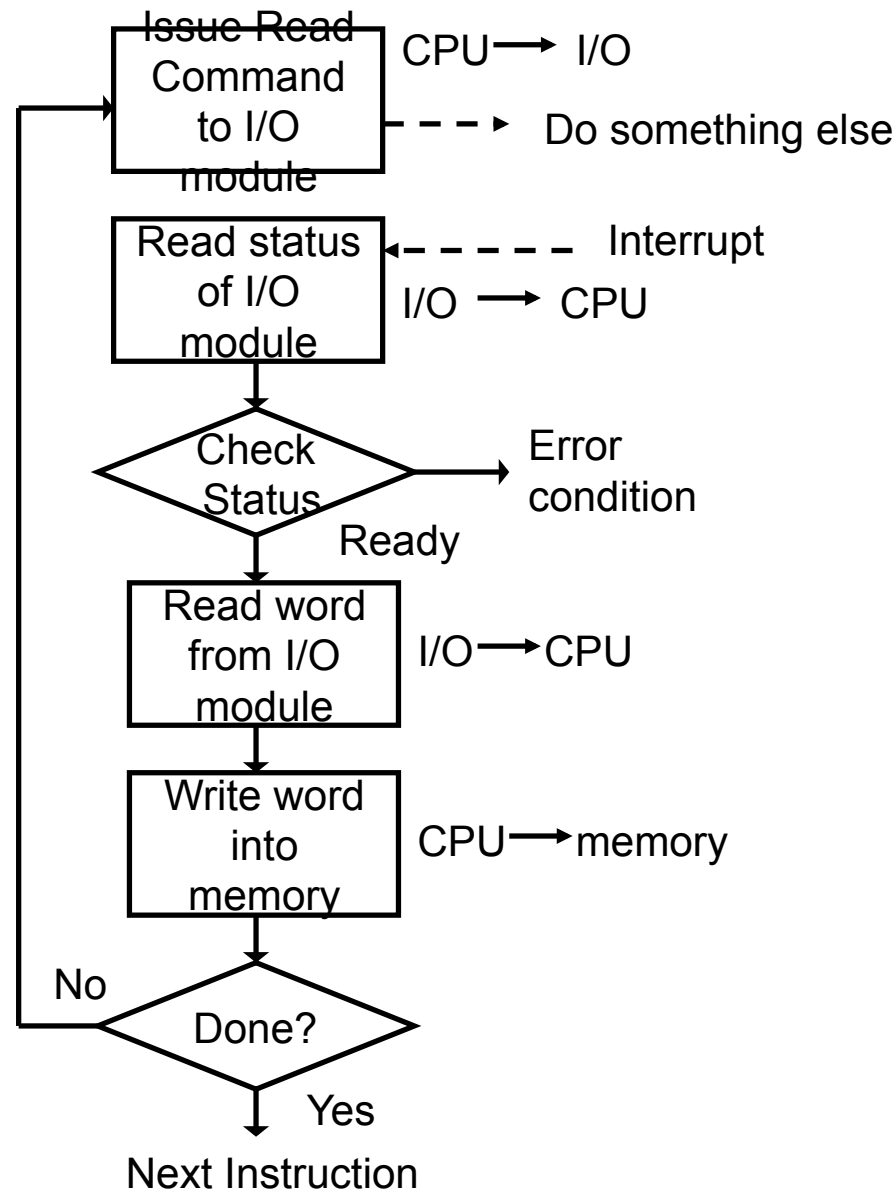 Issue Read
Command
to I/O
module
CPU I/O
Do something else
Read status
of I/O
module
Interrupt
I/O CPU
Check
Status
Error
condition
Ready
Read word
from I/O
module
I/O CPU
Write word
into
memory
CPU memory
No
Done?
Yes
Next Instruction